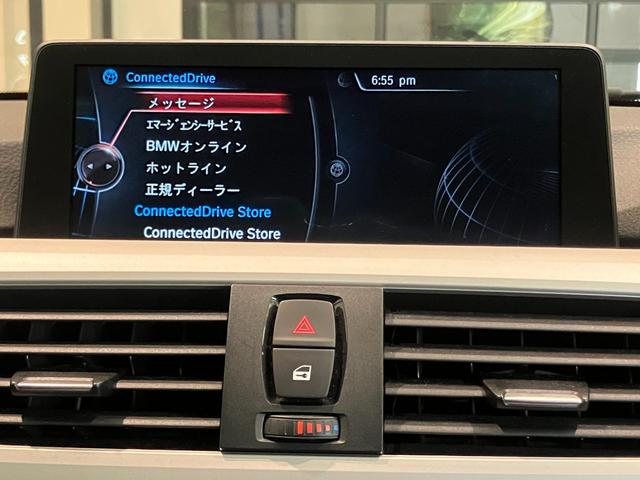 ConnectedDrive
6:55 pm
メッセージ
ｴﾏｰｼﾞｪﾝｼｰｻｰﾋﾞｽ
BMWオンライン
ホットライン
正規ディーラー
ConnectedDrive Store
ConnectedDrive Store